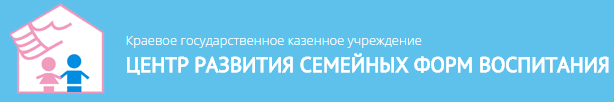 Краевое государственное казенное учреждение
ЦЕНТР РАЗВИТИЯ СЕМЕЙНЫХ ФОРМ ВОСПИТАНИЯ